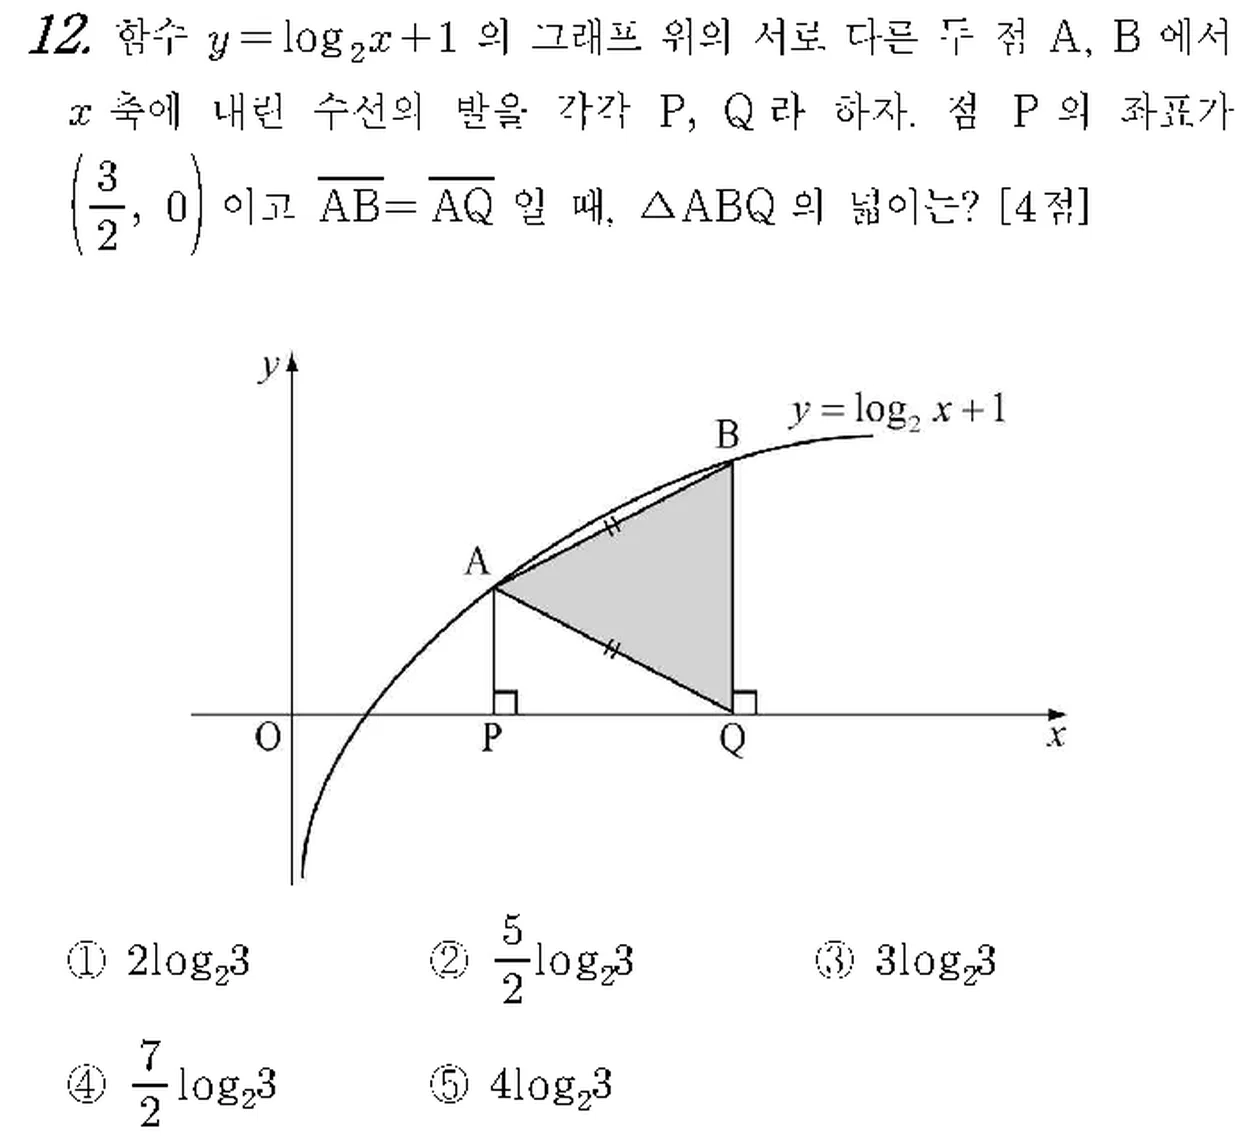 12. 함수 y=log₂x+1 의 그래프 위의 서로 다른 두 점 A, B 에서
x 축에 내린 수선의 발을 각각 P, Q 라 하자. 점 P 의 좌표가
(3/2, 0) 이고 A̅B̅=A̅Q̅ 일 때, △ABQ 의 넓이는? [4점]
y
y=log₂ x+1
B
A
O P Q x
① 2log₂3 ② 5/2 log₂3 ③ 3log₂3
④ 7/2 log₂3 ⑤ 4log₂3